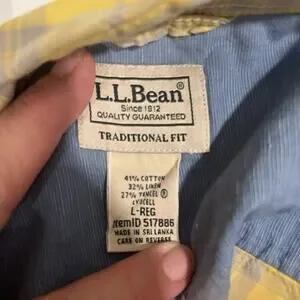 L.L.Bean®
Since 1912
QUALITY GUARANTEED
TRADITIONAL FIT
41% COTTON
32% LINEN
27% TENCEL®
LYOCELL
L-REG
ItemID 517886
MADE IN SRI LANKA
CARE ON REVERSE